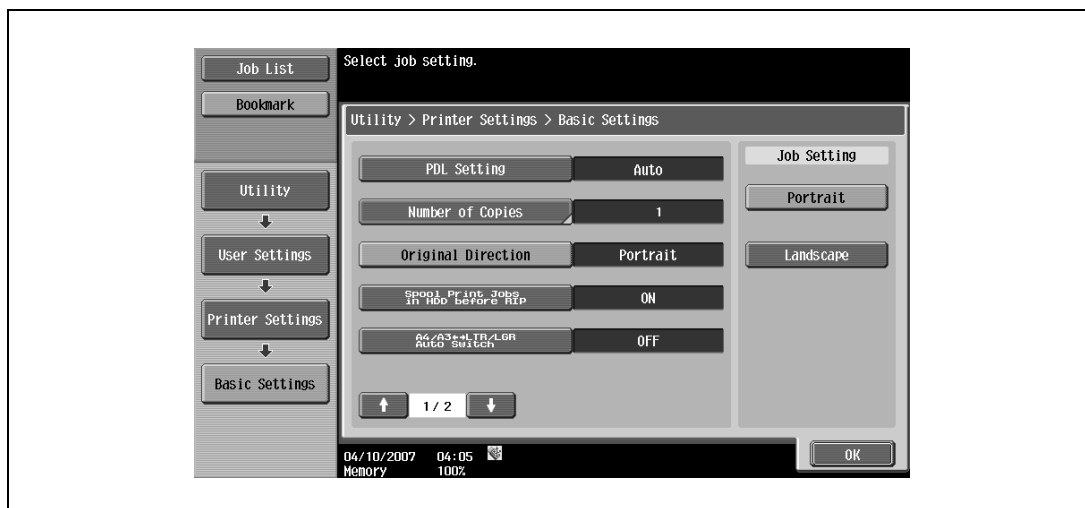 Job List
Bookmark
Select job setting.
Utility > Printer Settings > Basic Settings
Utility
User Settings
Printer Settings
Basic Settings
PDL Setting
Auto
Number of Copies
1
Original Direction
Portrait
Spool Print Jobs
in HDD before RIP
ON
A4/A3↔LTR/LGR
Auto Switch
OFF
↑ 1/ 2 ↓
Job Setting
Portrait
Landscape
04/10/2007 04:05
Memory 100%
OK